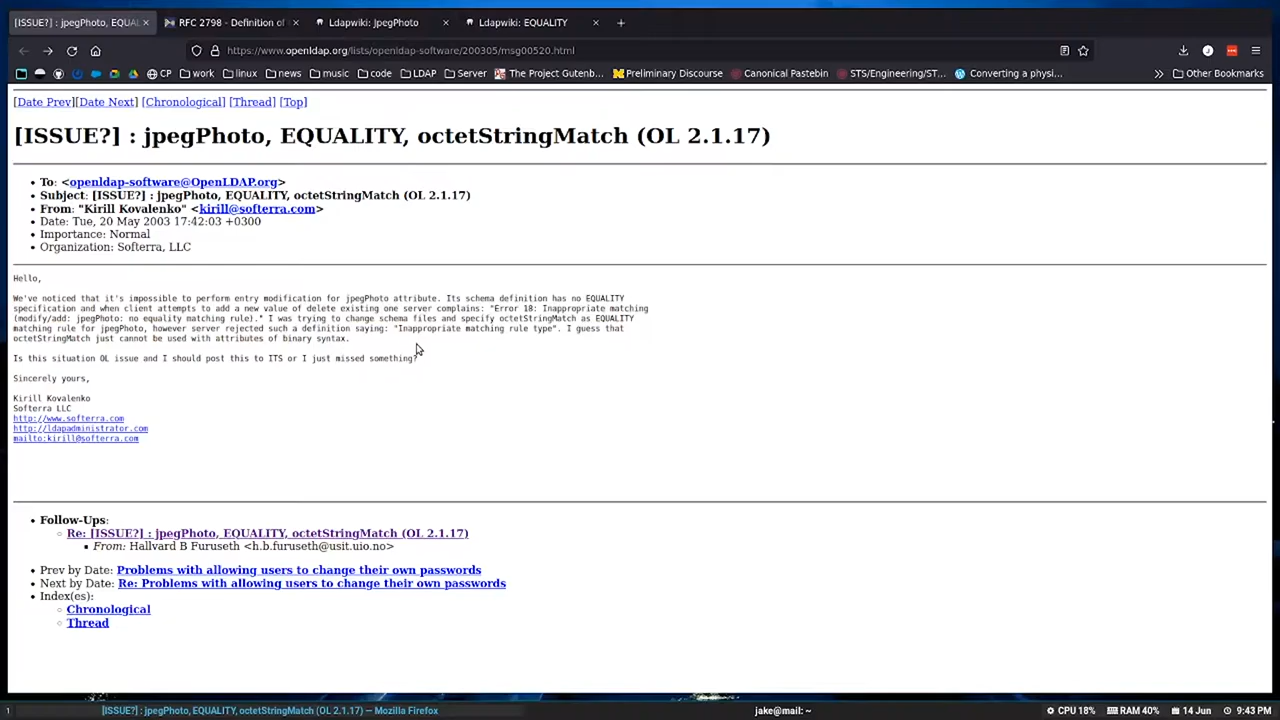 [ISSUE?] : jpegPhoto, EQUAL × RFC 2798 - Definition of × Ldapwiki: JpegPhoto × Ldapwiki: EQUALITY × +
https://www.openldap.org/lists/openldap-software/200305/msg00520.html
CP work linux news music code LDAP Server The Project Gutenb... Preliminary Discourse Canonical Pastebin STS/Engineering/ST... Converting a physi... » Other Bookmarks
[Date Prev][Date Next] [Chronological] [Thread] [Top]
[ISSUE?] : jpegPhoto, EQUALITY, octetStringMatch (OL 2.1.17)
• To: <openldap-software@OpenLDAP.org>
• Subject: [ISSUE?] : jpegPhoto, EQUALITY, octetStringMatch (OL 2.1.17)
• From: "Kirill Kovalenko" <kirill@softerra.com>
• Date: Tue, 20 May 2003 17:42:03 +0300
• Importance: Normal
• Organization: Softerra, LLC
Hello,
We've noticed that it's impossible to perform entry modification for jpegPhoto attribute. Its schema definition has no EQUALITY
specification and when client attempts to add a new value of delete existing one server complains: "Error 18: Inappropriate matching
(modify/add: jpegPhoto: no equality matching rule)." I was trying to change schema files and specify octetStringMatch as EQUALITY
matching rule for jpegPhoto, however server rejected such a definition saying: "Inappropriate matching rule type". I guess that
octetStringMatch just cannot be used with attributes of binary syntax.
Is this situation OL issue and I should post this to ITS or I just missed something?
Sincerely yours,
Kirill Kovalenko
Softerra LLC
http://www.softerra.com
http://ldapadministrator.com
mailto:kirill@softerra.com
• Follow-Ups:
Re: [ISSUE?] : jpegPhoto, EQUALITY, octetStringMatch (OL 2.1.17)
From: Hallvard B Furuseth <h.b.furuseth@usit.uio.no>
• Prev by Date: Problems with allowing users to change their own passwords
• Next by Date: Re: Problems with allowing users to change their own passwords
• Index(es):
Chronological
Thread
1 [ISSUE?] : jpegPhoto, EQUALITY, octetStringMatch (OL 2.1.17) — Mozilla Firefox jake@mail: ~ CPU 18% RAM 40% 14 Jun 9:43 PM